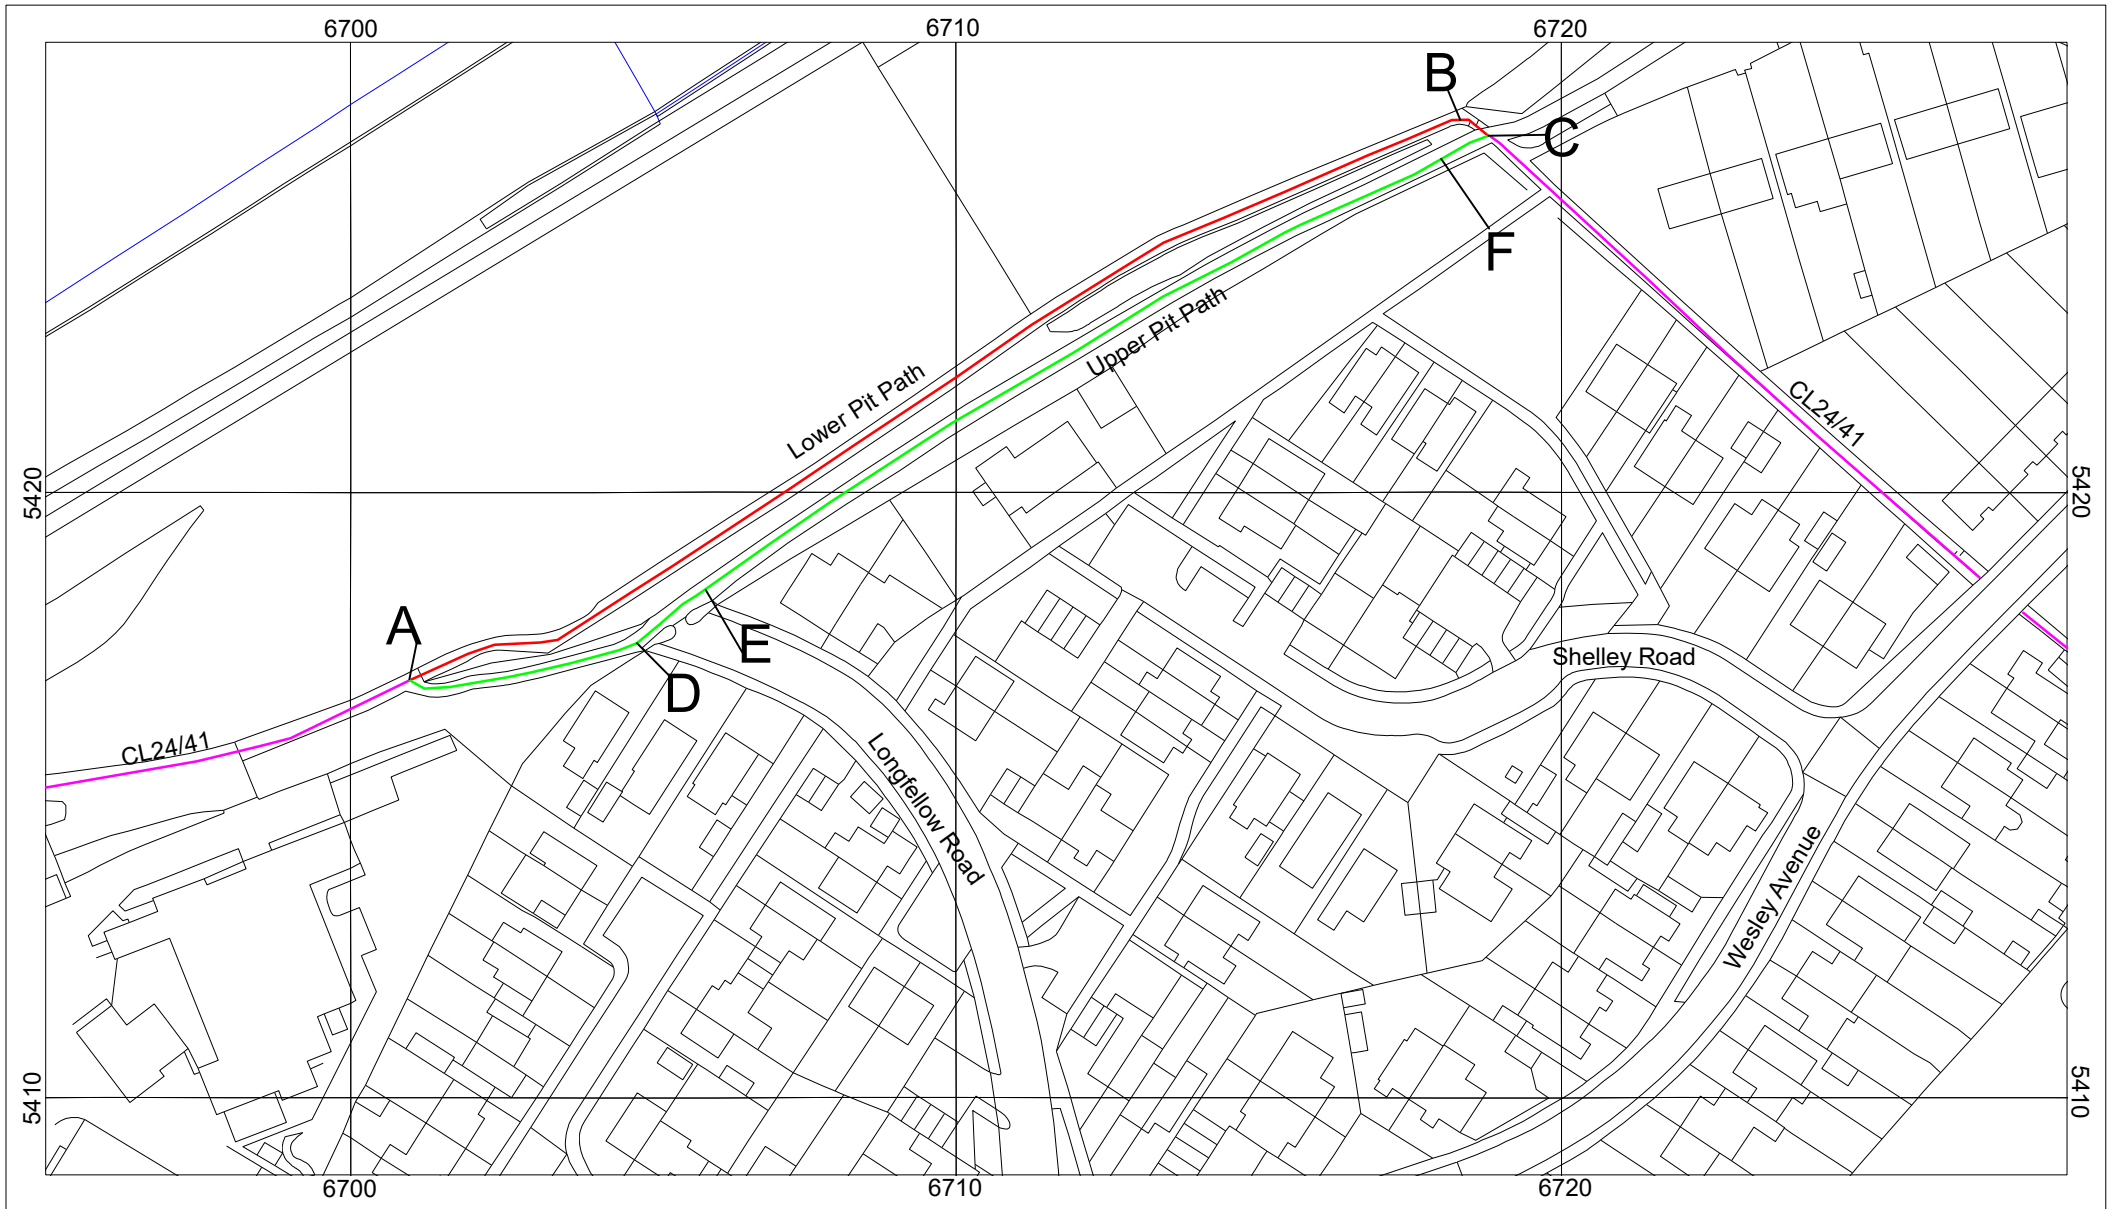 6700
6710
6720
B
C
F
Upper Pit Path
Lower Pit Path
CL24/41
5420
5420
A
E
D
Shelley Road
CL24/41
Longfellow Road
Wesley Avenue
5410
5410
6700
6710
6720